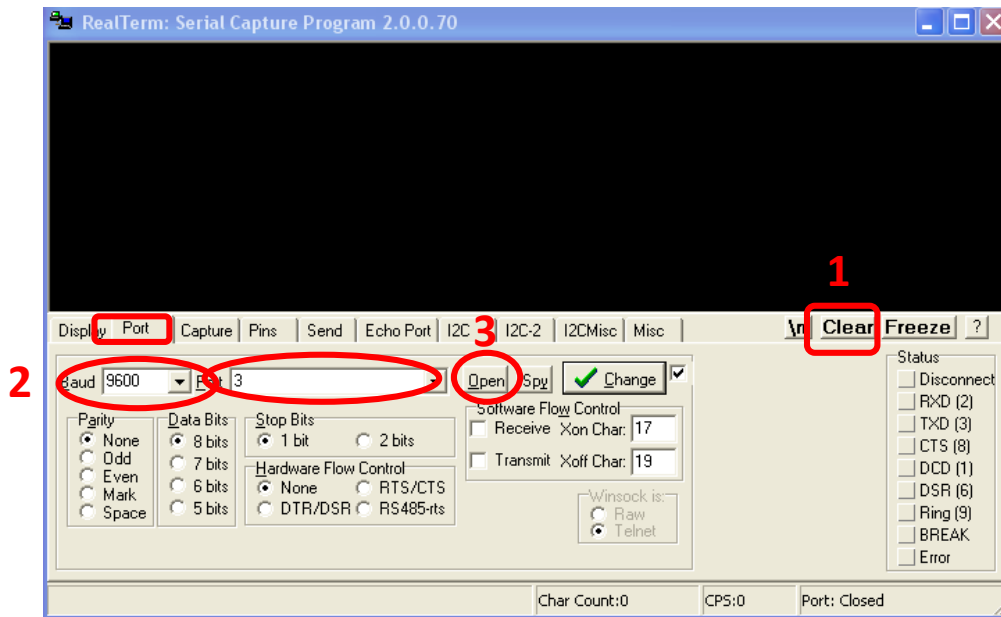 RealTerm: Serial Capture Program 2.0.0.70
1
Display Port Capture Pins Send Echo Port I2C 3 I2C-2 I2CMisc Misc \n Clear Freeze ?
2 Baud 9600 3 Open Spy Change
Status
Disconnect
RXD (2)
TXD (3)
CTS (8)
DCD (1)
DSR (6)
Ring (9)
BREAK
Error
Parity
None
Odd
Even
Mark
Space
Data Bits
8 bits
7 bits
6 bits
5 bits
Stop Bits
1 bit 2 bits
Hardware Flow Control
None RTS/CTS
DTR/DSR RS485-rts
Software Flow Control
Receive Xon Char: 17
Transmit Xoff Char: 19
Winsock is:
Raw
Telnet
Char Count:0 CPS:0 Port: Closed